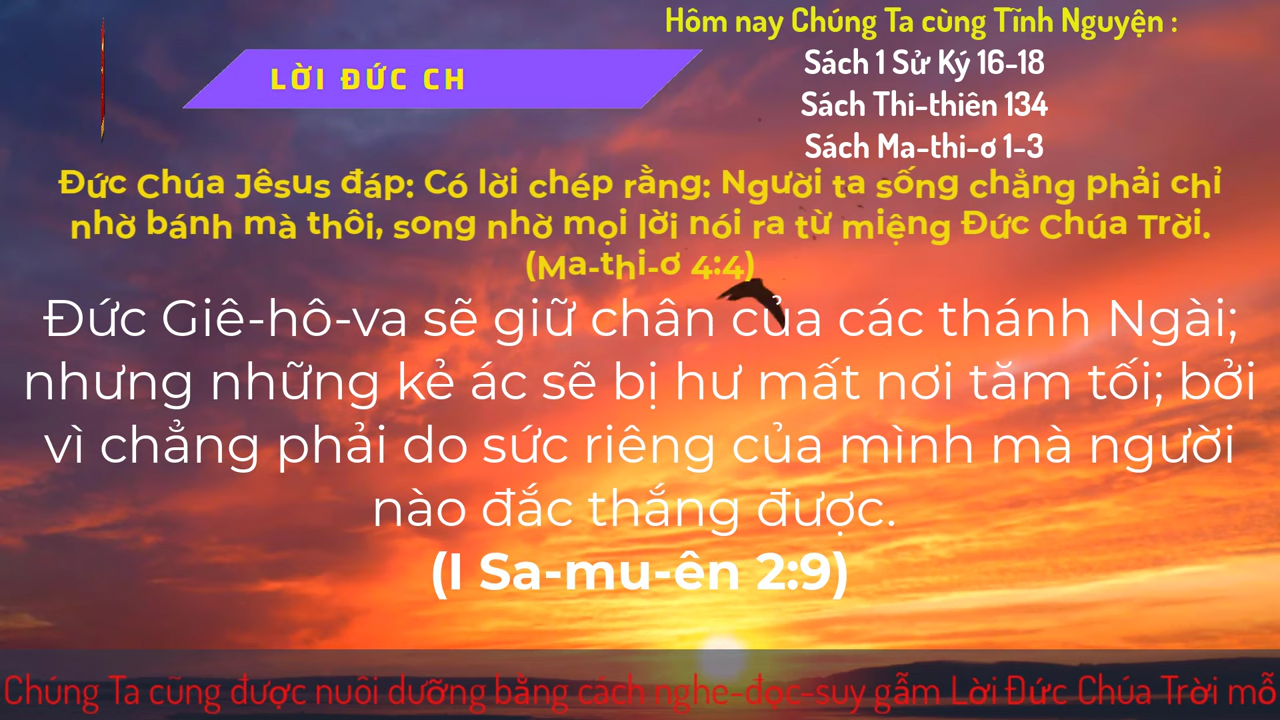 Hôm nay Chúng Ta cùng Tĩnh Nguyện :
LỜI ĐỨC CH
Sách 1 Sử Ký 16-18
Sách Thi-thiên 134
Sách Ma-thi-ơ 1-3
Đức Chúa Jêsus đáp: Có lời chép rằng: Người ta sống chẳng phải chỉ
nhờ bánh mà thôi, song nhờ mọi lời nói ra từ miệng Đức Chúa Trời.
(Ma-thi-ơ 4:4)
Đức Giê-hô-va sẽ giữ chân của các thánh Ngài;
nhưng những kẻ ác sẽ bị hư mất nơi tăm tối; bởi
vì chẳng phải do sức riêng của mình mà người
nào đắc thắng được.
(I Sa-mu-ên 2:9)
Chúng Ta cũng được nuôi dưỡng bằng cách nghe-đọc-suy gẫm Lời Đức Chúa Trời mỗ